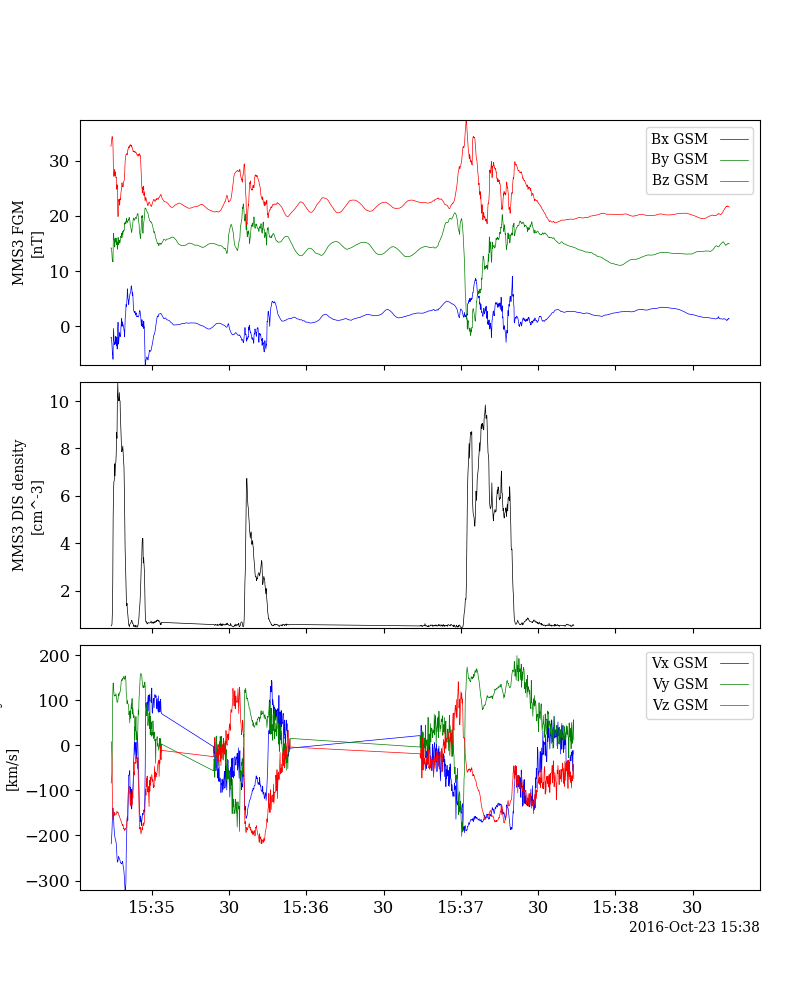 30
20
10
0
MMS3 FGM
[nT]
Bx GSM
By GSM
Bz GSM
10
8
6
4
2
MMS3 DIS density
[cm^-3]
200
100
0
−100
−200
−300
[km/s]
Vx GSM
Vy GSM
Vz GSM
15:35
30
15:36
30
15:37
30
15:38
30
2016-Oct-23 15:38